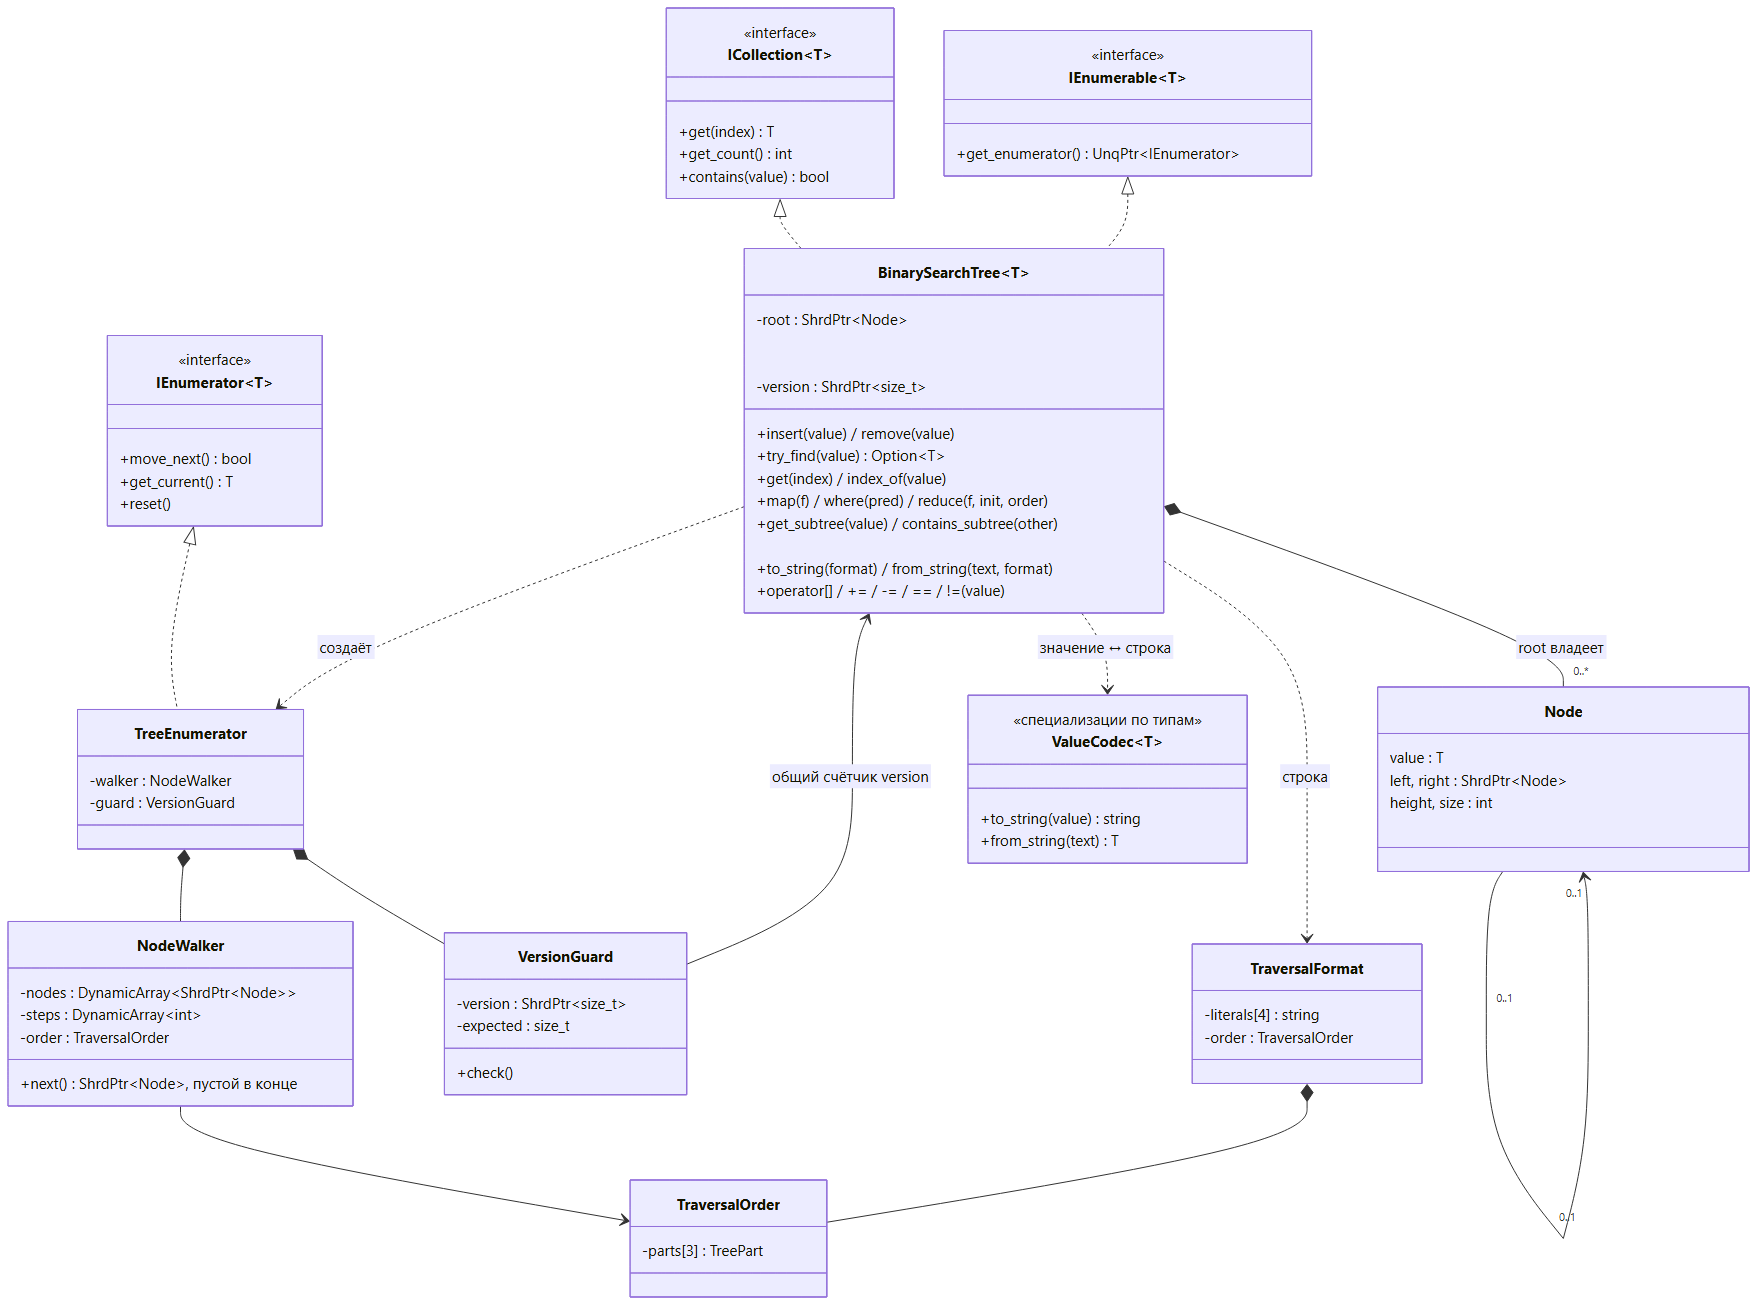 «interface»
ICollection<T>
+get(index) : T
+get_count() : int
+contains(value) : bool
«interface»
IEnumerable<T>
+get_enumerator() : UnqPtr<IEnumerator>
BinarySearchTree<T>
-root : ShrdPtr<Node>
-version : ShrdPtr<size_t>
+insert(value) / remove(value)
+try_find(value) : Option<T>
+get(index) / index_of(value)
+map(f) / where(pred) / reduce(f, init, order)
+get_subtree(value) / contains_subtree(other)
+to_string(format) / from_string(text, format)
+operator[] / += / -= / == / !=(value)
«interface»
IEnumerator<T>
+move_next() : bool
+get_current() : T
+reset()
создаёт
значение ↔ строка
root владеет
0..*
TreeEnumerator
-walker : NodeWalker
-guard : VersionGuard
общий счётчик version
«специализации по типам»
ValueCodec<T>
+to_string(value) : string
+from_string(text) : T
строка
Node
value : T
left, right : ShrdPtr<Node>
height, size : int
0..1
0..1
0..1
NodeWalker
-nodes : DynamicArray<ShrdPtr<Node>>
-steps : DynamicArray<int>
-order : TraversalOrder
+next() : ShrdPtr<Node>, пустой в конце
VersionGuard
-version : ShrdPtr<size_t>
-expected : size_t
+check()
TraversalFormat
-literals[4] : string
-order : TraversalOrder
TraversalOrder
-parts[3] : TreePart